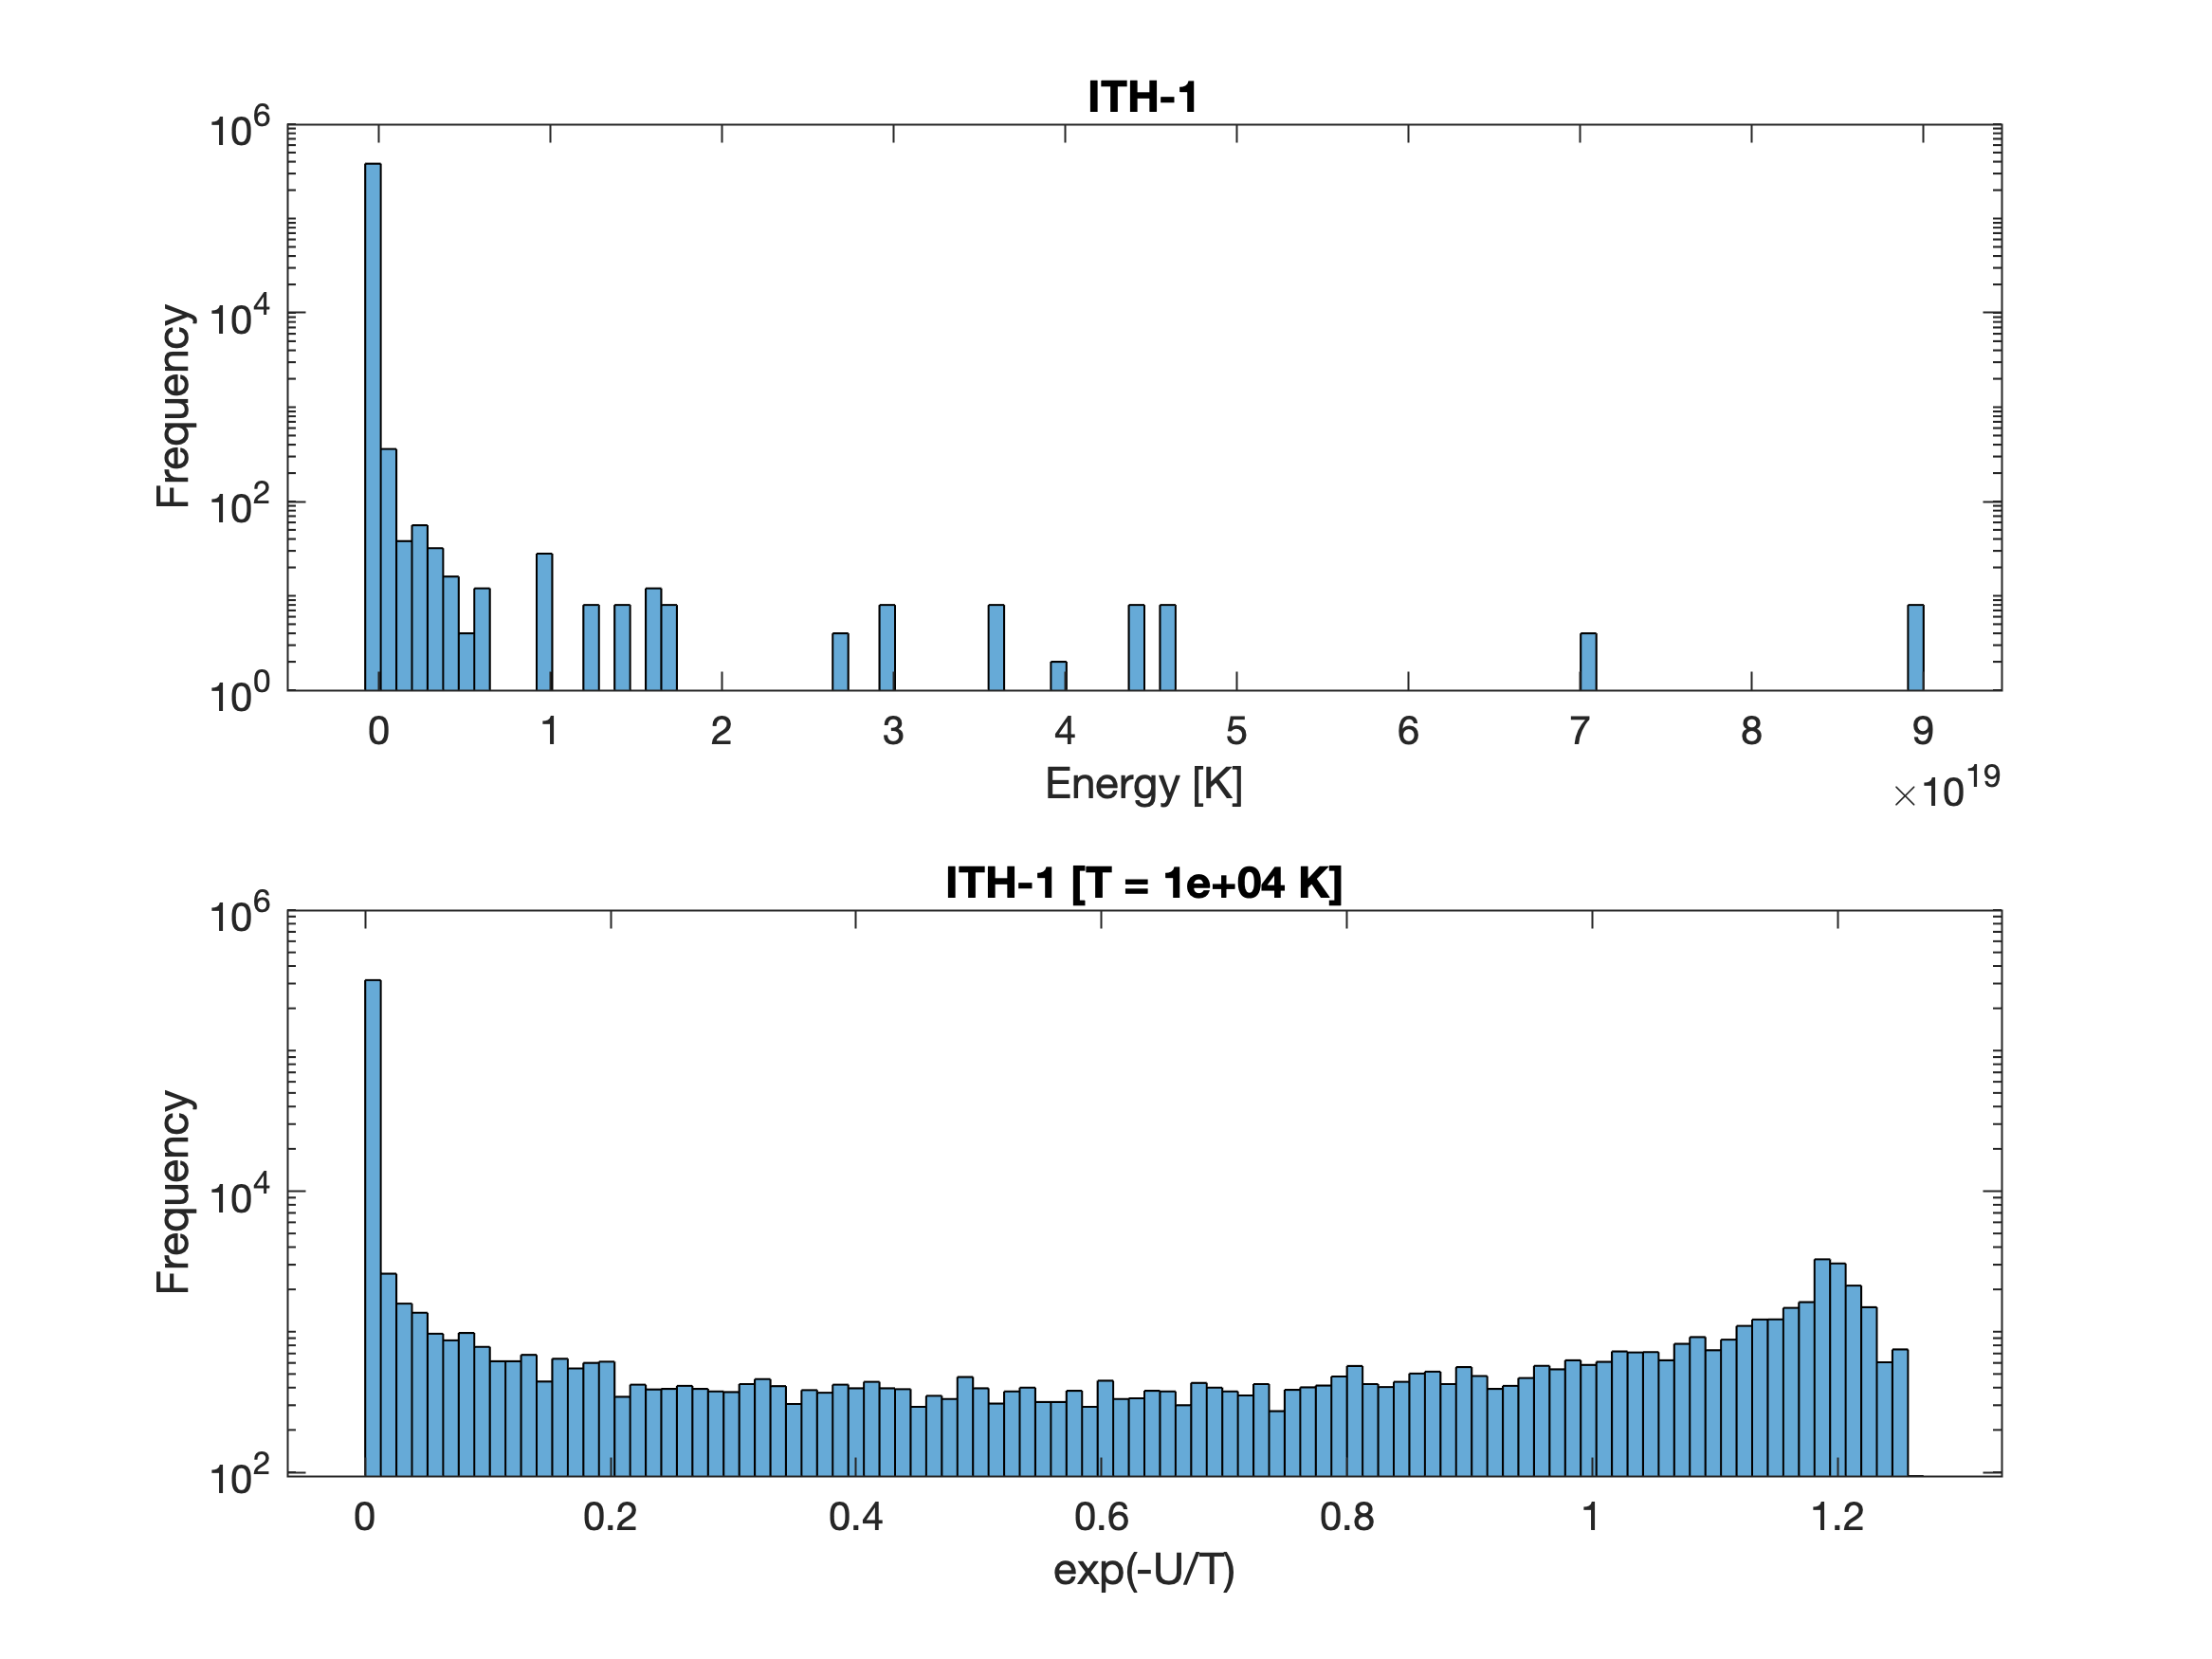 ITH-1
10^6
10^4
10^2
10^0
Frequency
0 1 2 3 4 5 6 7 8 9
×10^19
Energy [K]
ITH-1 [T = 1e+04 K]
10^6
10^4
10^2
Frequency
0 0.2 0.4 0.6 0.8 1 1.2
exp(-U/T)